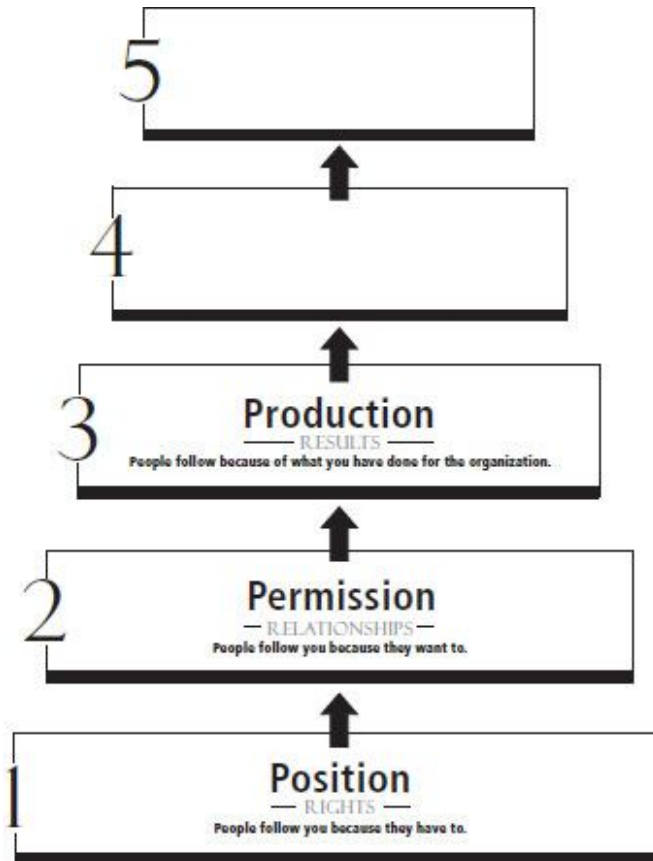 5
4
3
Production
RESULTS
People follow because of what you have done for the organization.
2
Permission
RELATIONSHIPS
People follow you because they want to.
1
Position
RIGHTS
People follow you because they have to.